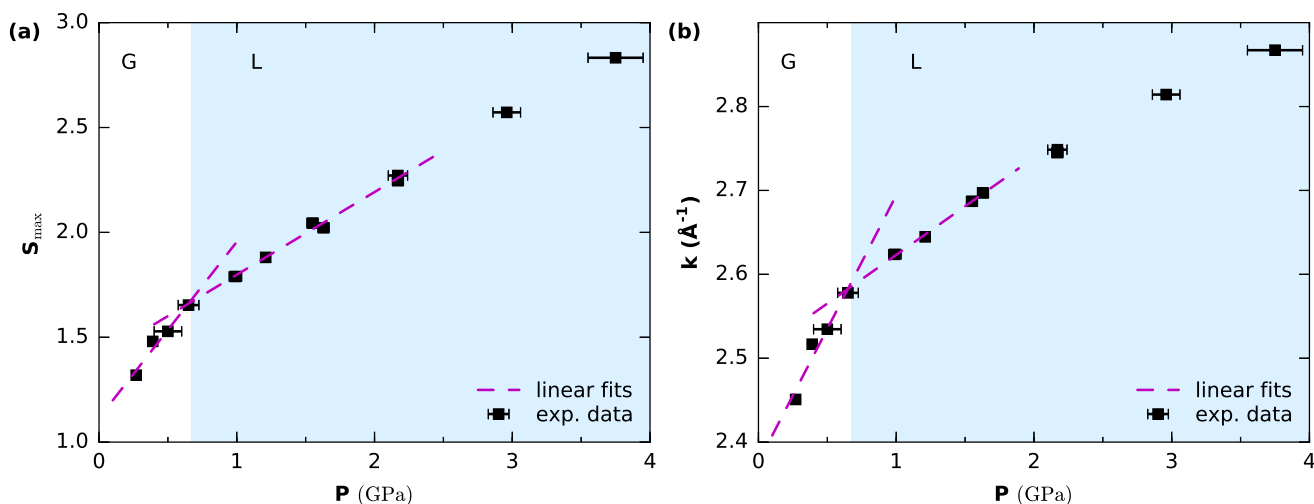 (a)
G
L
S_max
3.0
2.5
2.0
1.5
1.0
linear fits
exp. data
0
1
2
3
4
P (GPa)
(b)
G
L
k (Å⁻¹)
2.8
2.7
2.6
2.5
2.4
linear fits
exp. data
0
1
2
3
4
P (GPa)